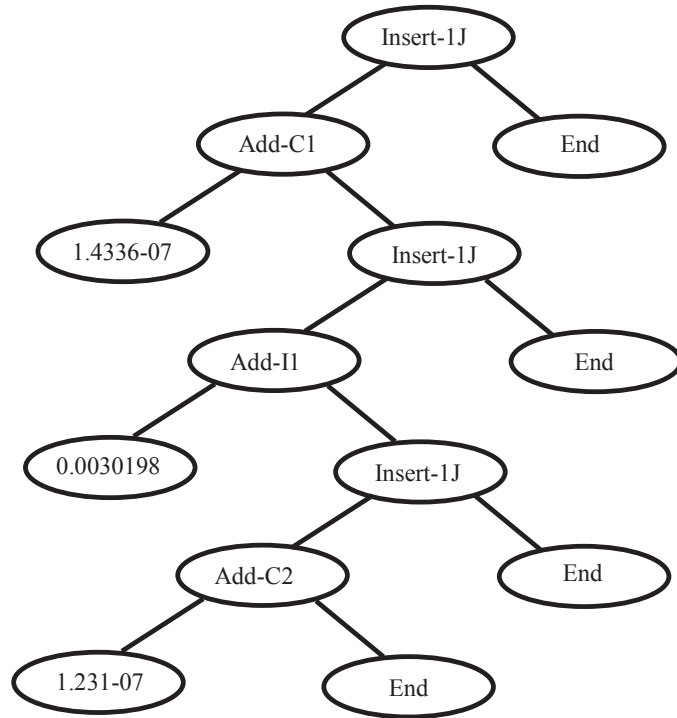 Insert-1J
Add-C1
End
1.4336-07
Insert-1J
Add-I1
End
0.0030198
Insert-1J
Add-C2
End
1.231-07
End